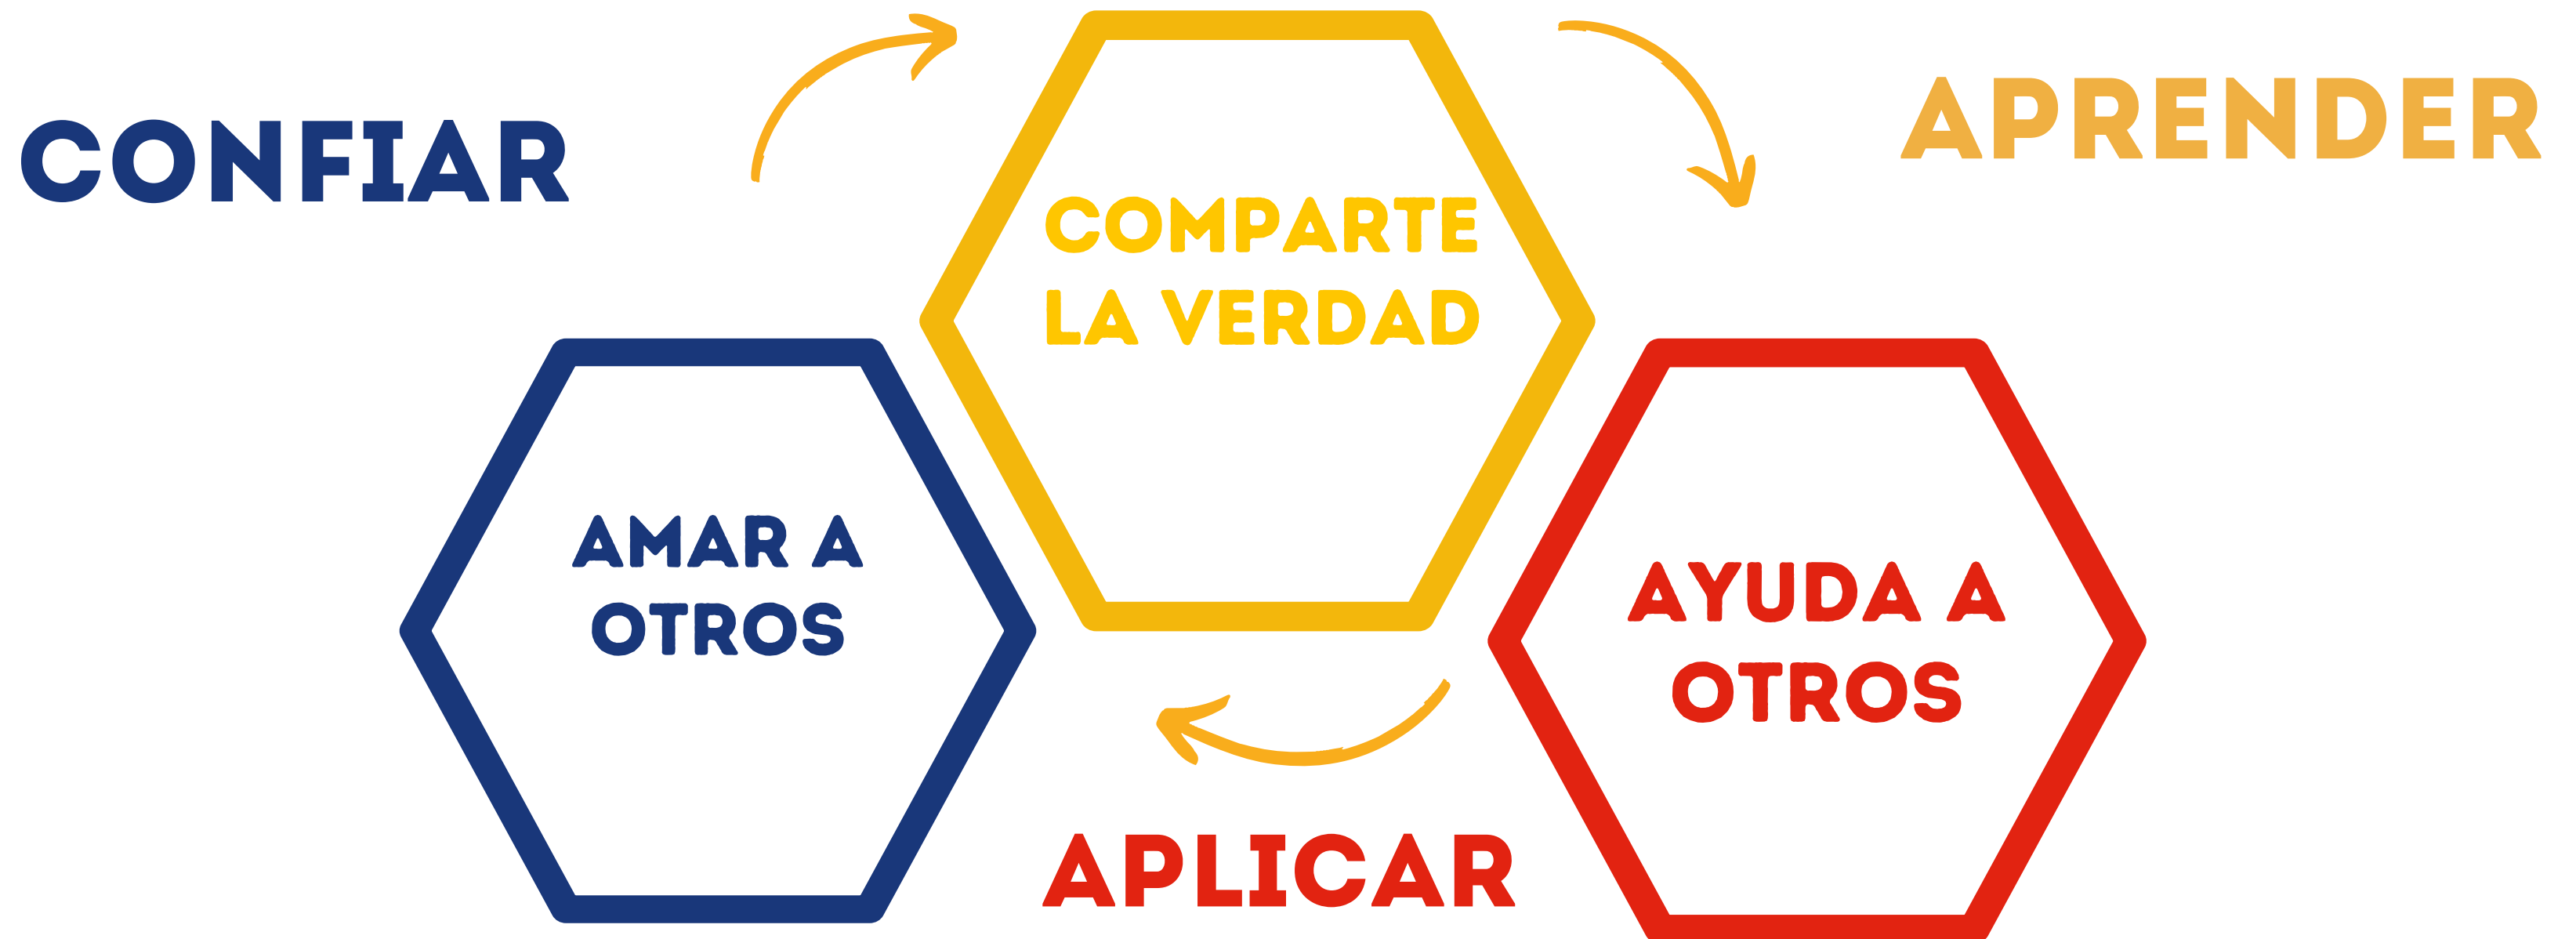 CONFIAR
APRENDER
COMPARTE
LA VERDAD
AMAR A
OTROS
AYUDA A
OTROS
APLICAR